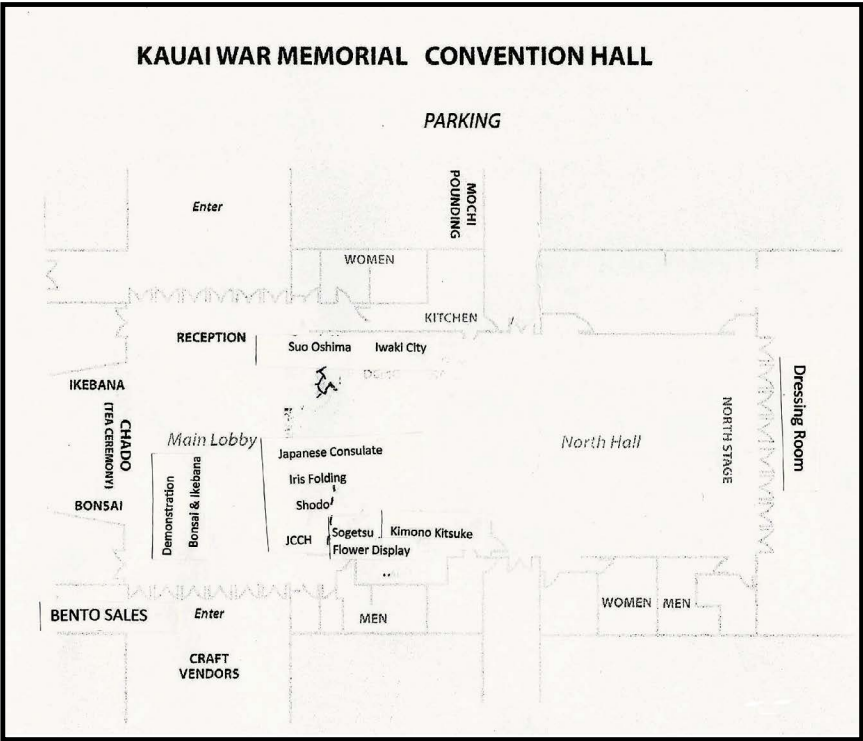 KAUAI WAR MEMORIAL CONVENTION HALL
PARKING
Enter
MOCHI
POUNDING
WOMEN
KITCHEN
RECEPTION
Suo Oshima
Iwaki City
IKEBANA
CHADO
(TEA CEREMONY)
BONSAI
Main Lobby
Demonstration
Bonsai & Ikebana
Japanese Consulate
Iris Folding
Shodo
JCCH
Sogetsu
Flower Display
Kimono Kitsuke
North Hall
NORTH STAGE
Dressing Room
BENTO SALES
Enter
MEN
WOMEN
MEN
CRAFT
VENDORS